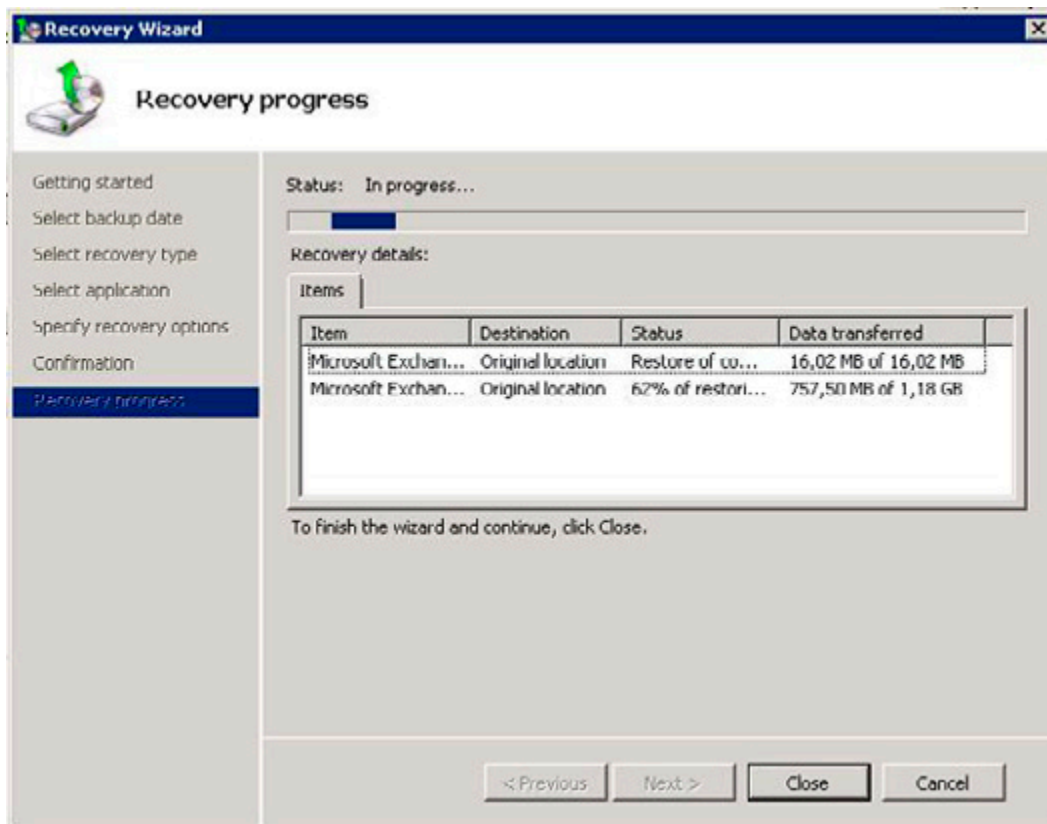 Recovery Wizard
Recovery progress
Getting started
Select backup date
Select recovery type
Select application
Specify recovery options
Confirmation
Recovery progress
Status: In progress...
Recovery details:
Items
Item Destination Status Data transferred
Microsoft Exchan... Original location Restore of co... 16,02 MB of 16,02 MB
Microsoft Exchan... Original location 62% of restori... 757,50 MB of 1,18 GB
To finish the wizard and continue, click Close.
< Previous Next > Close Cancel